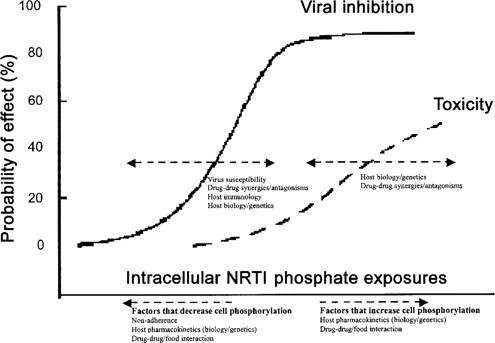 Viral inhibition
Toxicity
Probability of effect (%)
100
80
60
40
20
0
Virus susceptibility
Drug-drug synergies/antagonisms
Host immunology
Host biology/genetics
Host biology/genetics
Drug-drug synergies/antagonisms
Intracellular NRTI phosphate exposures
Factors that decrease cell phosphorylation
Non-adherence
Host pharmacokinetics (biology/genetics)
Drug-drug/food interaction
Factors that increase cell phosphorylation
Host pharmacokinetics (biology/genetics)
Drug-drug/food interaction